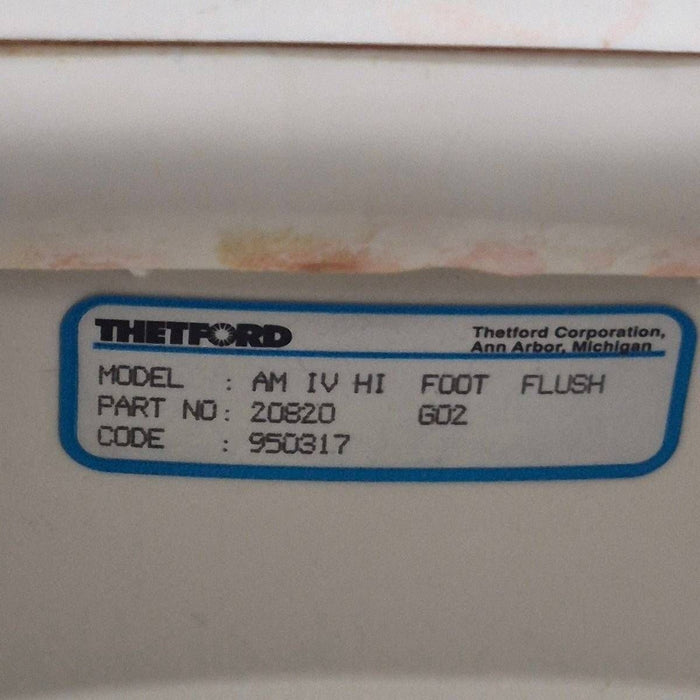 THETFORD
Thetford Corporation,
Ann Arbor, Michigan
MODEL : AM IV HI FOOT FLUSH
PART NO: 20820 G02
CODE : 950317